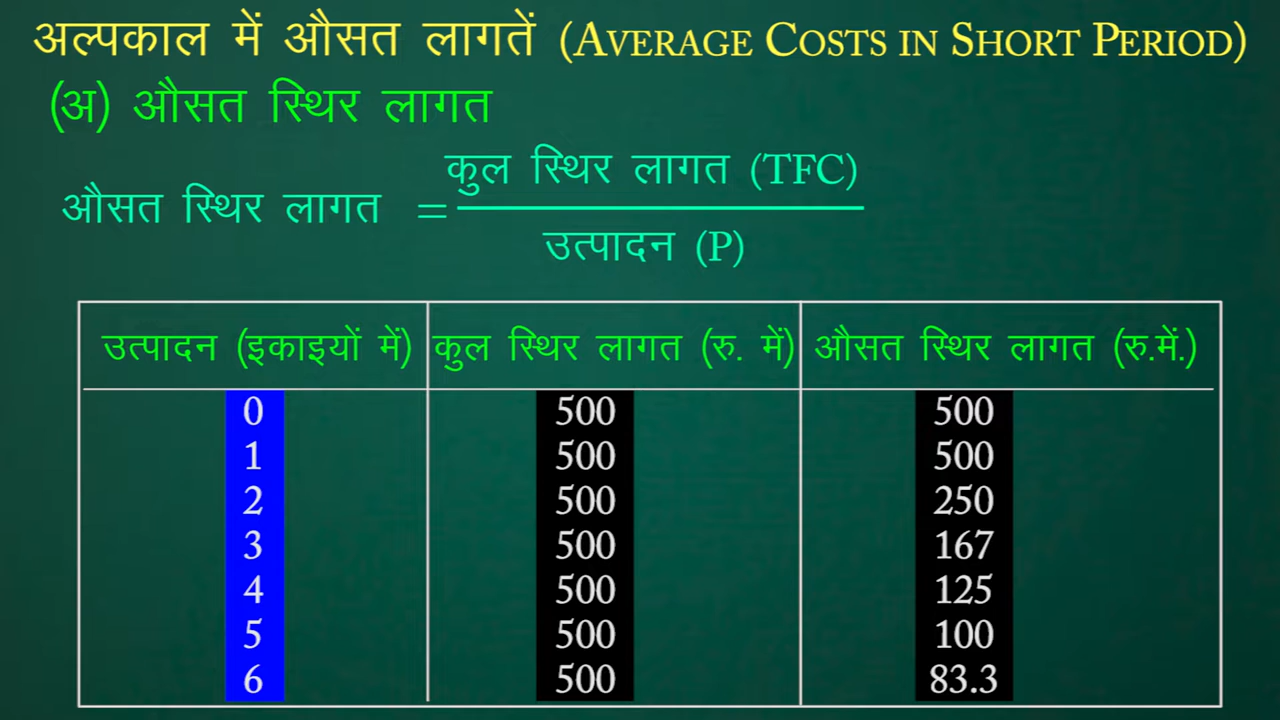 अल्पकाल में औसत लागतें (AVERAGE COSTS IN SHORT PERIOD)
(अ) औसत स्थिर लागत
औसत स्थिर लागत = कुल स्थिर लागत (TFC)
उत्पादन (P)
उत्पादन (इकाइयों में) कुल स्थिर लागत (रु. में) औसत स्थिर लागत (रु.में.)
0 500 500
1 500 500
2 500 250
3 500 167
4 500 125
5 500 100
6 500 83.3